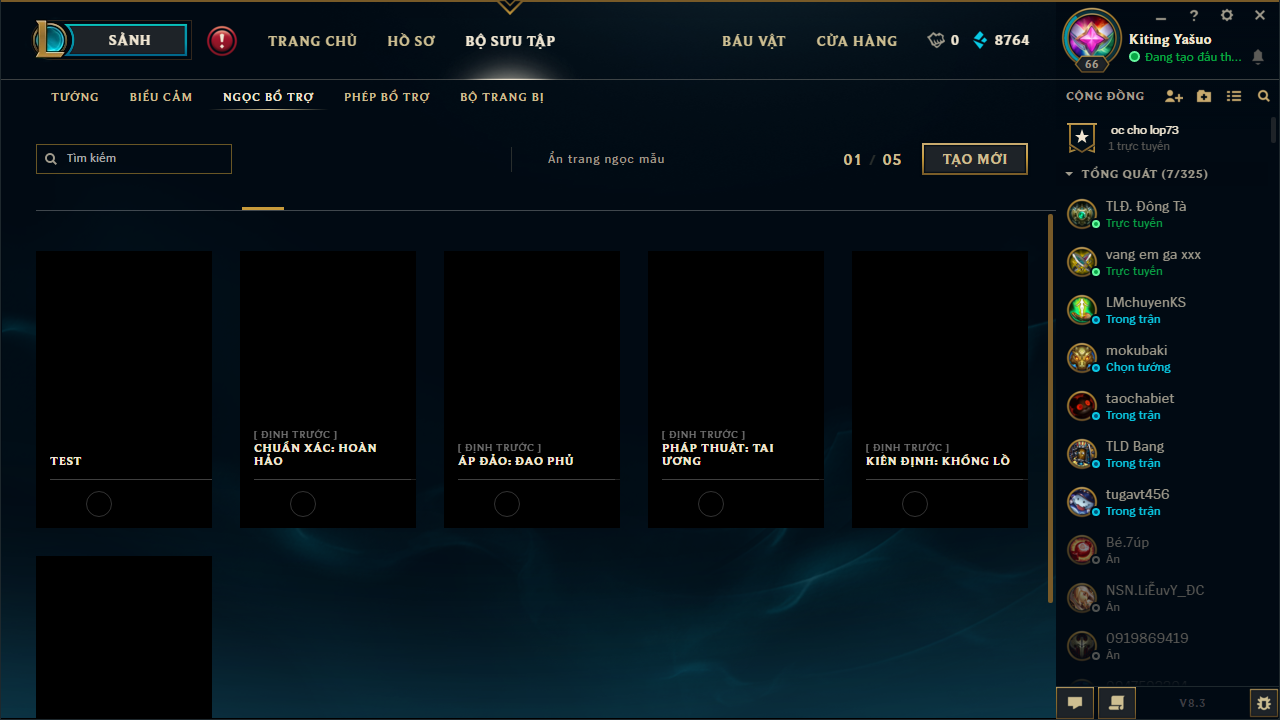 SẢNH
TRANG CHỦ
HỒ SƠ
BỘ SƯU TẬP
BÁU VẬT
CỬA HÀNG
0
8764
66
Kiting Yašuo
Đang tạo đấu th...
TƯỚNG
BIỂU CẢM
NGỌC BỔ TRỢ
PHÉP BỔ TRỢ
BỘ TRANG BỊ
CỘNG ĐỒNG
Tìm kiếm
Ẩn trang ngọc mẫu
01 / 05
TẠO MỚI
TEST
[ ĐỊNH TRƯỚC ]
CHUẨN XÁC: HOÀN
HẢO
[ ĐỊNH TRƯỚC ]
ÁP ĐẢO: ĐAO PHỦ
[ ĐỊNH TRƯỚC ]
PHÁP THUẬT: TAI
ƯƠNG
[ ĐỊNH TRƯỚC ]
KIÊN ĐỊNH: KHỔNG LỒ
oc cho lop73
1 trực tuyến
TỔNG QUÁT (7/325)
TLĐ. Đông Tà
Trực tuyến
vang em ga xxx
Trực tuyến
LMchuyenKS
Trong trận
mokubaki
Chọn tướng
taochabiet
Trong trận
TLD Bang
Trong trận
tugavt456
Trong trận
Bé.7úp
Ẩn
NSN.LiỄuvY_ĐC
Ẩn
0919869419
Ẩn
V8.3